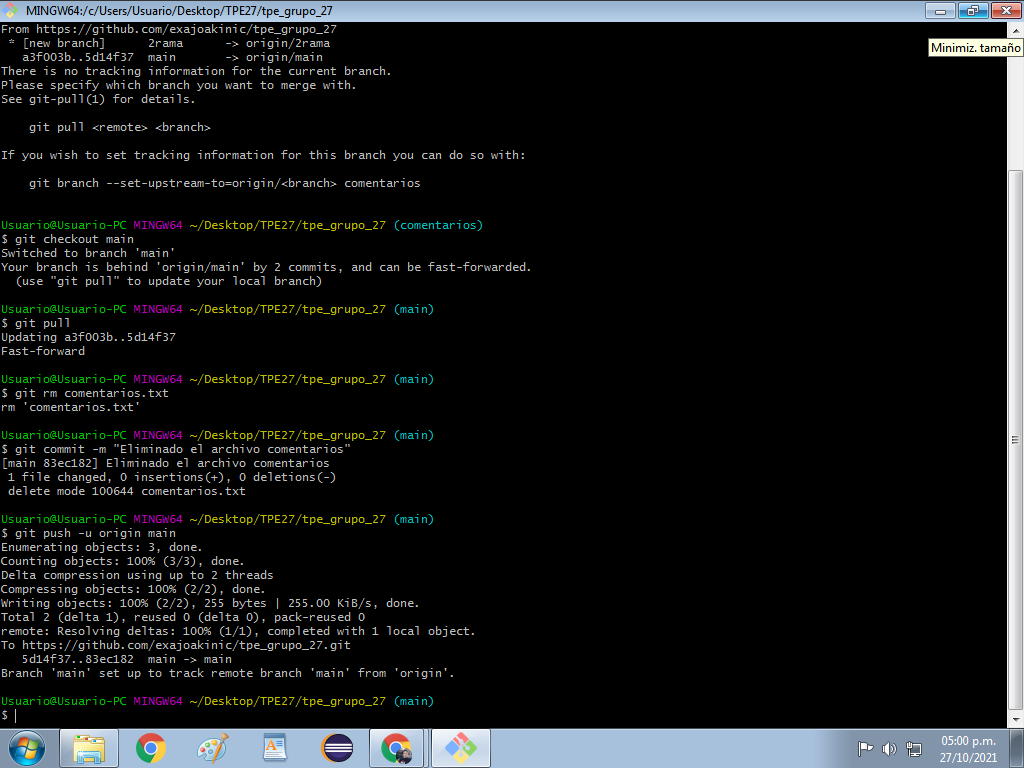 MINGW64:/c/Users/Usuario/Desktop/TPE27/tpe_grupo_27
Minimiz. tamaño
From https://github.com/exajoakinic/tpe_grupo_27
 * [new branch]      2rama      -> origin/2rama
   a3f003b..5d14f37  main       -> origin/main
There is no tracking information for the current branch.
Please specify which branch you want to merge with.
See git-pull(1) for details.
    git pull <remote> <branch>
If you wish to set tracking information for this branch you can do so with:
    git branch --set-upstream-to=origin/<branch> comentarios
Usuario@Usuario-PC MINGW64 ~/Desktop/TPE27/tpe_grupo_27 (comentarios)
$ git checkout main
Switched to branch 'main'
Your branch is behind 'origin/main' by 2 commits, and can be fast-forwarded.
  (use "git pull" to update your local branch)
Usuario@Usuario-PC MINGW64 ~/Desktop/TPE27/tpe_grupo_27 (main)
$ git pull
Updating a3f003b..5d14f37
Fast-forward
Usuario@Usuario-PC MINGW64 ~/Desktop/TPE27/tpe_grupo_27 (main)
$ git rm comentarios.txt
rm 'comentarios.txt'
Usuario@Usuario-PC MINGW64 ~/Desktop/TPE27/tpe_grupo_27 (main)
$ git commit -m "Eliminado el archivo comentarios"
[main 83ec182] Eliminado el archivo comentarios
 1 file changed, 0 insertions(+), 0 deletions(-)
 delete mode 100644 comentarios.txt
Usuario@Usuario-PC MINGW64 ~/Desktop/TPE27/tpe_grupo_27 (main)
$ git push -u origin main
Enumerating objects: 3, done.
Counting objects: 100% (3/3), done.
Delta compression using up to 2 threads
Compressing objects: 100% (2/2), done.
Writing objects: 100% (2/2), 255 bytes | 255.00 KiB/s, done.
Total 2 (delta 1), reused 0 (delta 0), pack-reused 0
remote: Resolving deltas: 100% (1/1), completed with 1 local object.
To https://github.com/exajoakinic/tpe_grupo_27.git
   5d14f37..83ec182  main -> main
Branch 'main' set up to track remote branch 'main' from 'origin'.
Usuario@Usuario-PC MINGW64 ~/Desktop/TPE27/tpe_grupo_27 (main)
$
05:00 p.m.
27/10/2021